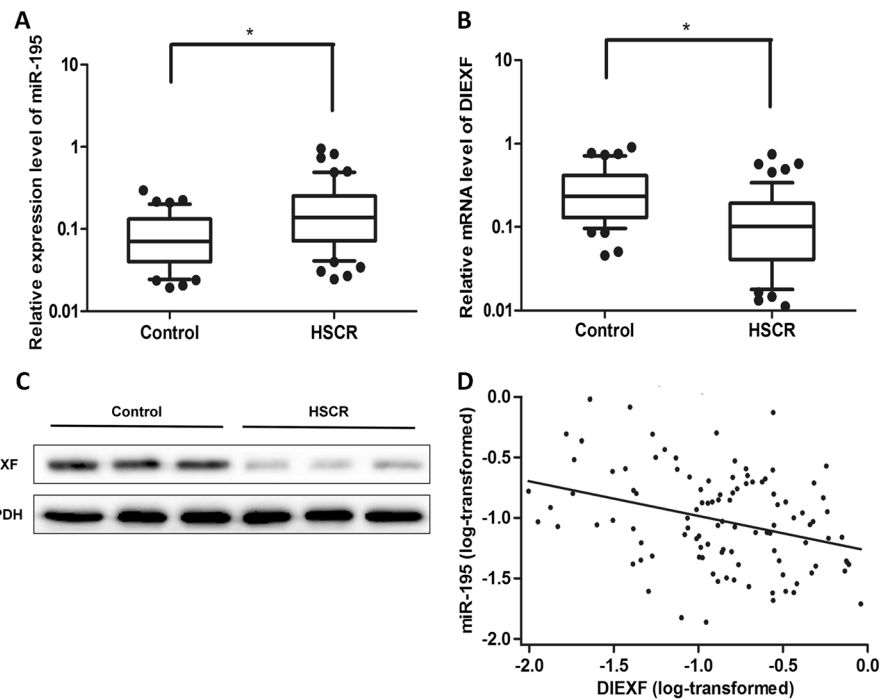 A
Relative expression level of miR-195
*
10
1
0.1
0.01
Control
HSCR
B
Relative mRNA level of DIEXF
*
10
1
0.1
0.01
Control
HSCR
C
Control
HSCR
XF
PDH
D
miR-195 (log-transformed)
0.0
-0.5
-1.0
-1.5
-2.0
-2.0 -1.5 -1.0 -0.5 0.0
DIEXF (log-transformed)